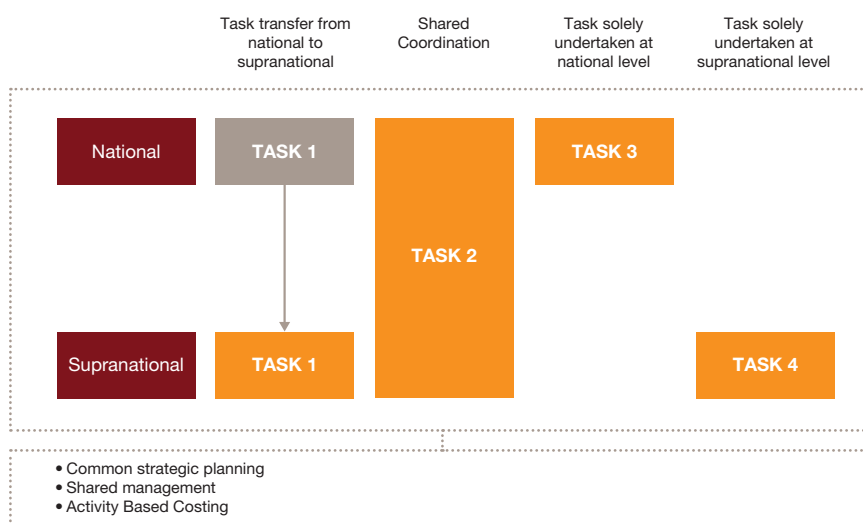 Task transfer from
national to
supranational
Shared
Coordination
Task solely
undertaken at
national level
Task solely
undertaken at
supranational level
National
TASK 1
TASK 3
TASK 2
Supranational
TASK 1
TASK 4
• Common strategic planning
• Shared management
• Activity Based Costing